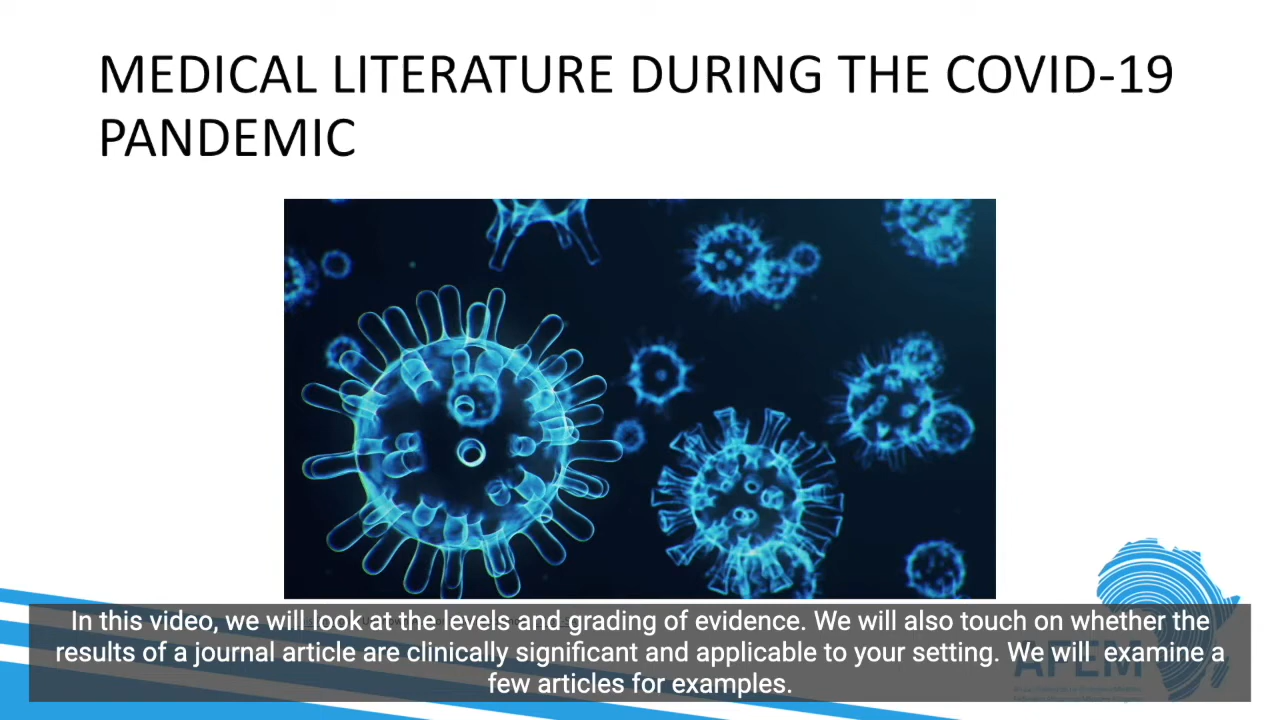 MEDICAL LITERATURE DURING THE COVID-19
PANDEMIC
In this video, we will look at the levels and grading of evidence. We will also touch on whether the
results of a journal article are clinically significant and applicable to your setting. We will examine a
few articles for examples.
AFEM